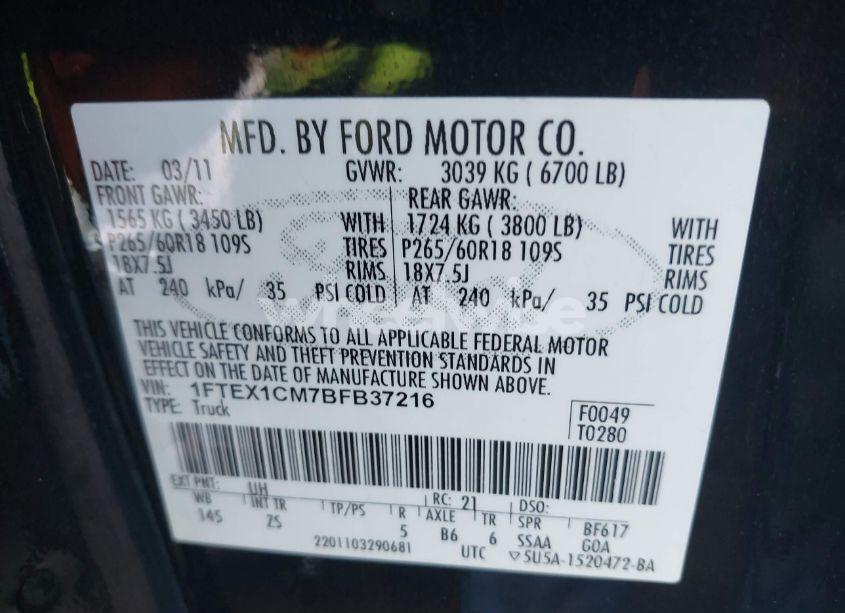 MFD. BY FORD MOTOR CO.
DATE: 03/11 GVWR: 3039 KG ( 6700 LB)
FRONT GAWR: REAR GAWR:
1565 KG ( 3450 LB) WITH 1724 KG ( 3800 LB) WITH
P265/60R18 109S TIRES P265/60R18 109S TIRES
18X7.5J RIMS 18X7.5J RIMS
AT 240 kPa/ 35 PSI COLD AT 240 kPa/ 35 PSI COLD
THIS VEHICLE CONFORMS TO ALL APPLICABLE FEDERAL MOTOR
VEHICLE SAFETY AND THEFT PREVENTION STANDARDS IN
EFFECT ON THE DATE OF MANUFACTURE SHOWN ABOVE.
VIN: 1FTEX1CM7BFB37216
TYPE: Truck
F0049
T0280
EXT PNT: UH RC: 21 DSO:
WB INT TR TP/PS R AXLE TR SPR BF617
145 ZS 5 B6 6 SSAA GOA
2201103290681 UTC ▽5U5A-1520472-BA